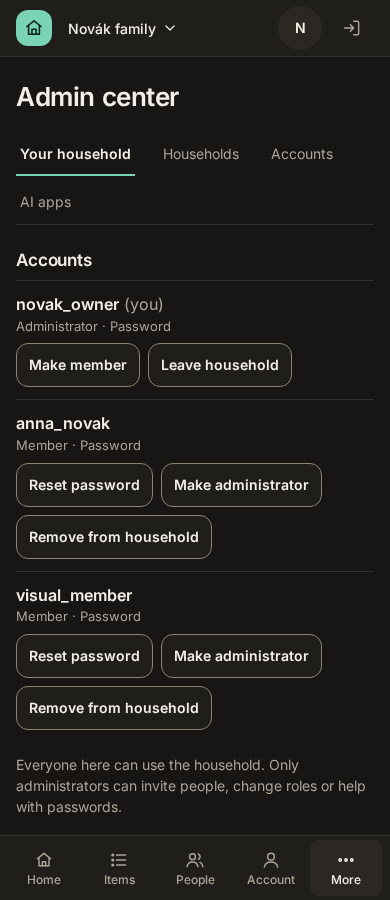 Novák family
N
Admin center
Your household
Households
Accounts
AI apps
Accounts
novak_owner (you)
Administrator · Password
Make member
Leave household
anna_novak
Member · Password
Reset password
Make administrator
Remove from household
visual_member
Member · Password
Reset password
Make administrator
Remove from household
Everyone here can use the household. Only
administrators can invite people, change roles or help
with passwords.
Home
Items
People
Account
More